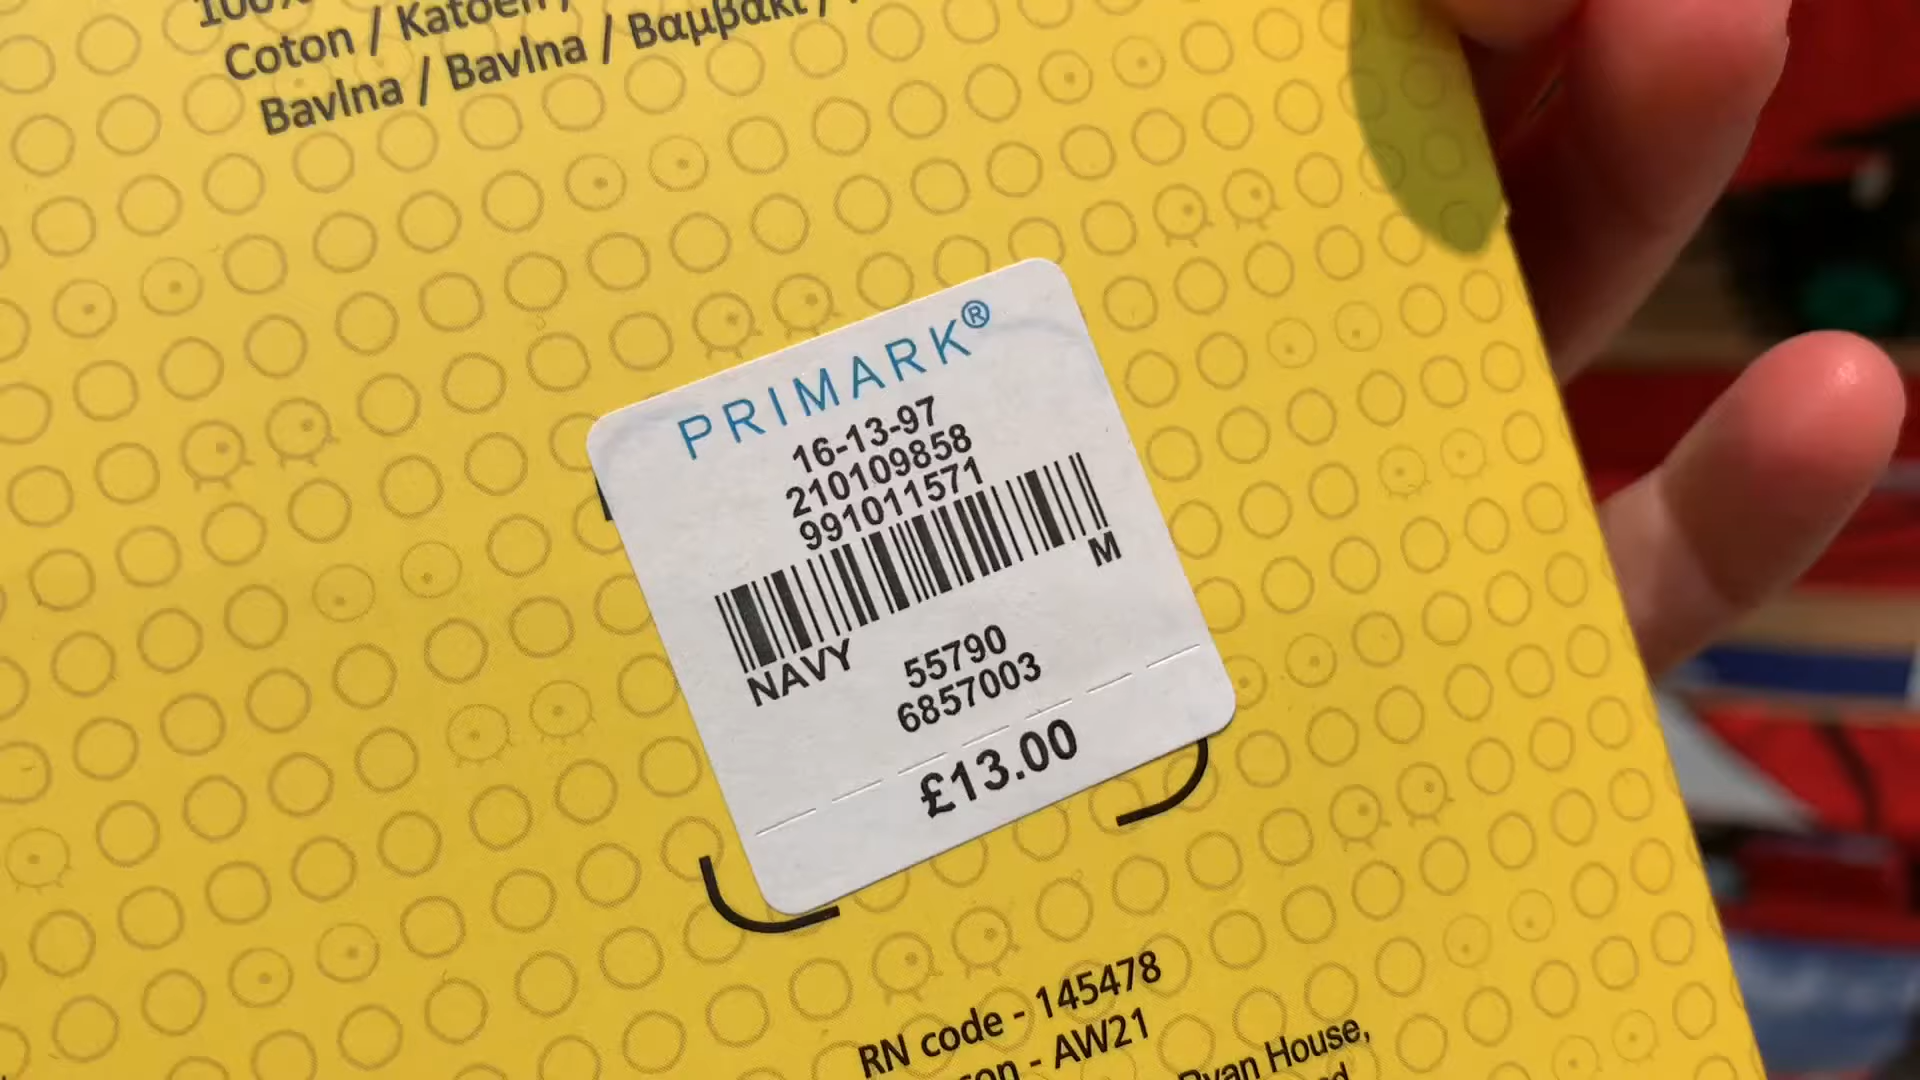 100%
Coton / Katoen /
Bavlna / Bavlna / Βαμβάκι /
PRIMARK®
16-13-97
210109858
991011571
M
NAVY
55790
6857003
£13.00
RN code - 145478
- AW21
Ryan House,